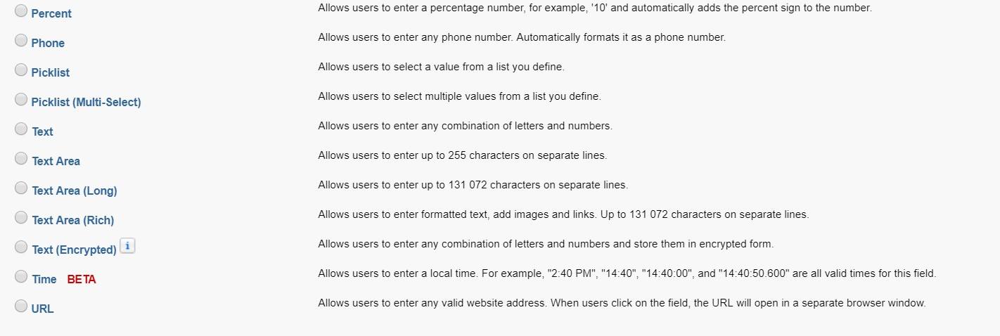 Percent Allows users to enter a percentage number, for example, '10' and automatically adds the percent sign to the number.
Phone Allows users to enter any phone number. Automatically formats it as a phone number.
Picklist Allows users to select a value from a list you define.
Picklist (Multi-Select) Allows users to select multiple values from a list you define.
Text Allows users to enter any combination of letters and numbers.
Text Area Allows users to enter up to 255 characters on separate lines.
Text Area (Long) Allows users to enter up to 131 072 characters on separate lines.
Text Area (Rich) Allows users to enter formatted text, add images and links. Up to 131 072 characters on separate lines.
Text (Encrypted) i Allows users to enter any combination of letters and numbers and store them in encrypted form.
Time BETA Allows users to enter a local time. For example, "2:40 PM", "14:40", "14:40:00", and "14:40:50.600" are all valid times for this field.
URL Allows users to enter any valid website address. When users click on the field, the URL will open in a separate browser window.